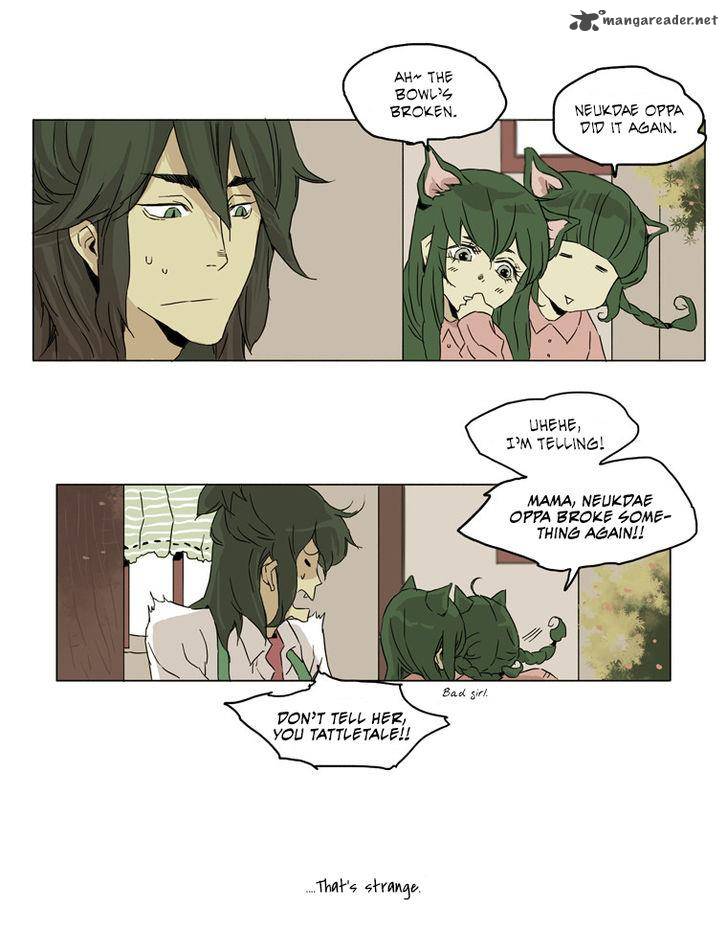 mangareader.net
AH~ THE
BOWL'S
BROKEN.
NEUKDAE OPPA
DID IT AGAIN.
UHEHE,
I'M TELLING!
MAMA, NEUKDAE
OPPA BROKE SOME-
THING AGAIN!!
Bad girl.
DON'T TELL HER,
YOU TATTLETALE!!
....That's strange.